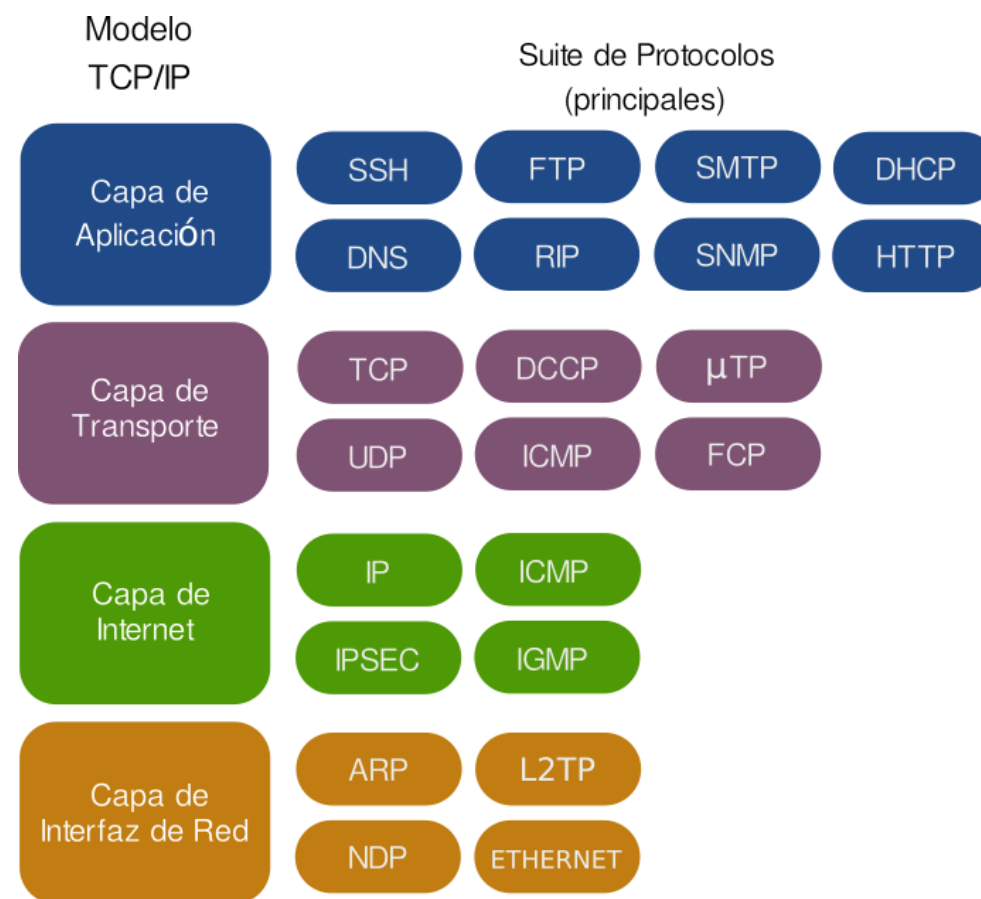 Modelo
TCP/IP
Suite de Protocolos
(principales)
Capa de
Aplicación
SSH FTP SMTP DHCP
DNS RIP SNMP HTTP
Capa de
Transporte
TCP DCCP µTP
UDP ICMP FCP
Capa de
Internet
IP ICMP
IPSEC IGMP
Capa de
Interfaz de Red
ARP L2TP
NDP ETHERNET